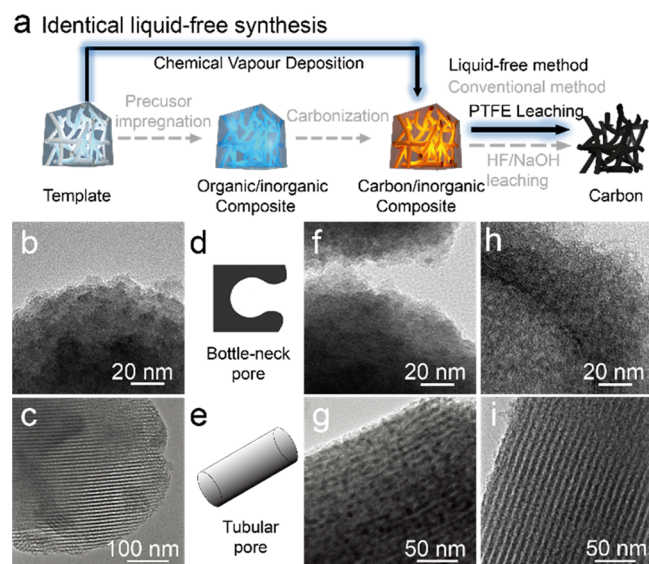 a Identical liquid-free synthesis
Chemical Vapour Deposition
Liquid-free method
Conventional method
Precusor
impregnation
Carbonization
PTFE Leaching
HF/NaOH
leaching
Template
Organic/inorganic
Composite
Carbon/inorganic
Composite
Carbon
b
20 nm
d
Bottle-neck
pore
f
20 nm
h
20 nm
c
100 nm
e
Tubular
pore
g
50 nm
i
50 nm